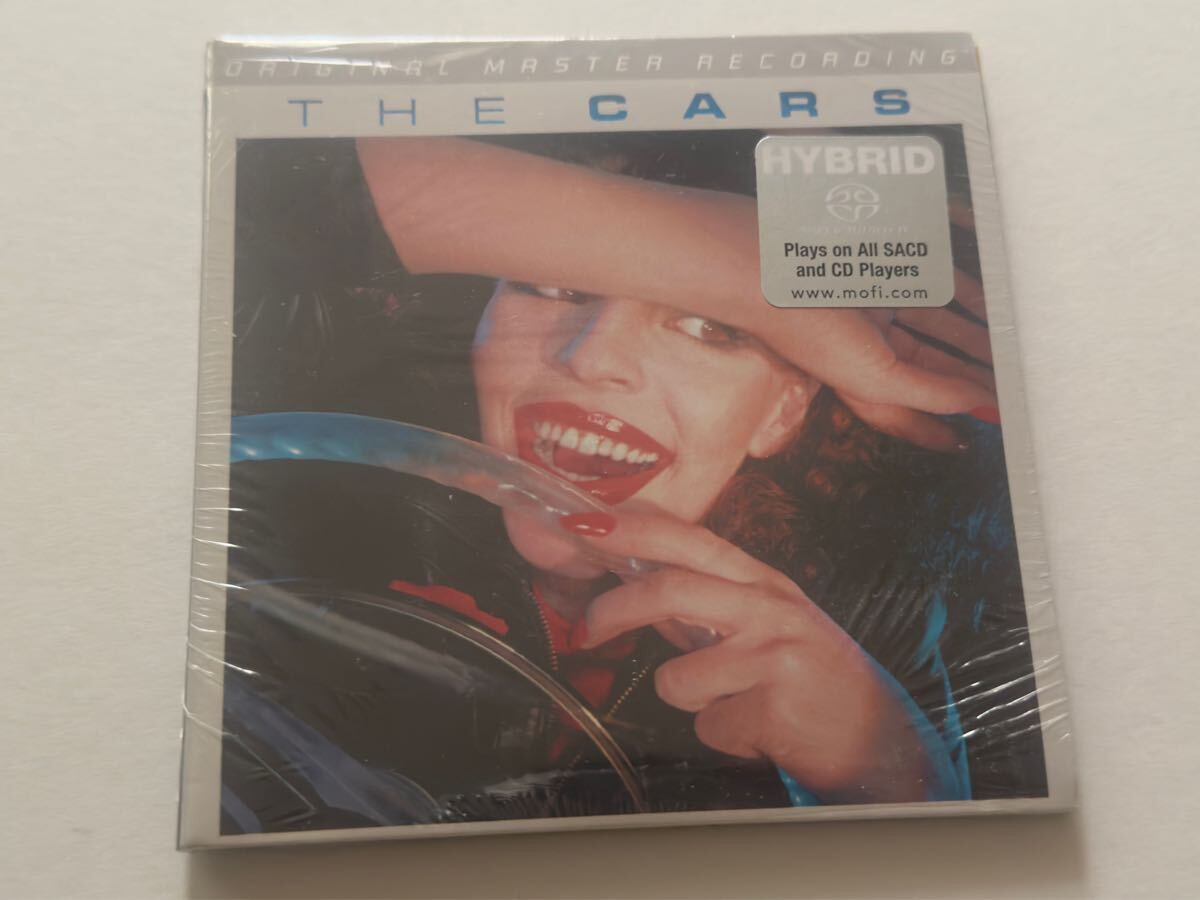 ORIGINAL MASTER RECORDING
THE CARS
HYBRID
Plays on All SACD
and CD Players
www.mofi.com